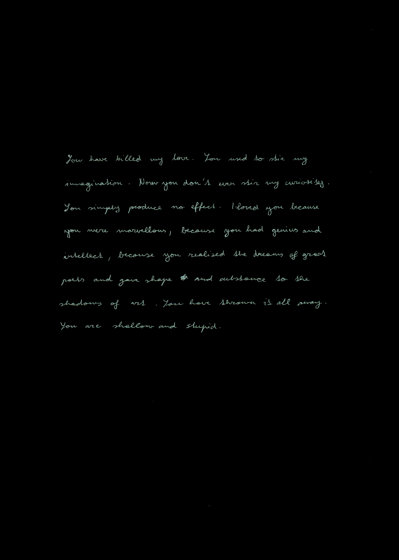 You have killed my love. You used to stir my
imagination. Now you don't even stir my curiosity.
You simply produce no effect. I loved you because
you were marvellous, because you had genius and
intellect, because you realised the dreams of great
poets and gave shape and substance to the
shadows of art. You have thrown it all away.
You are shallow and stupid.